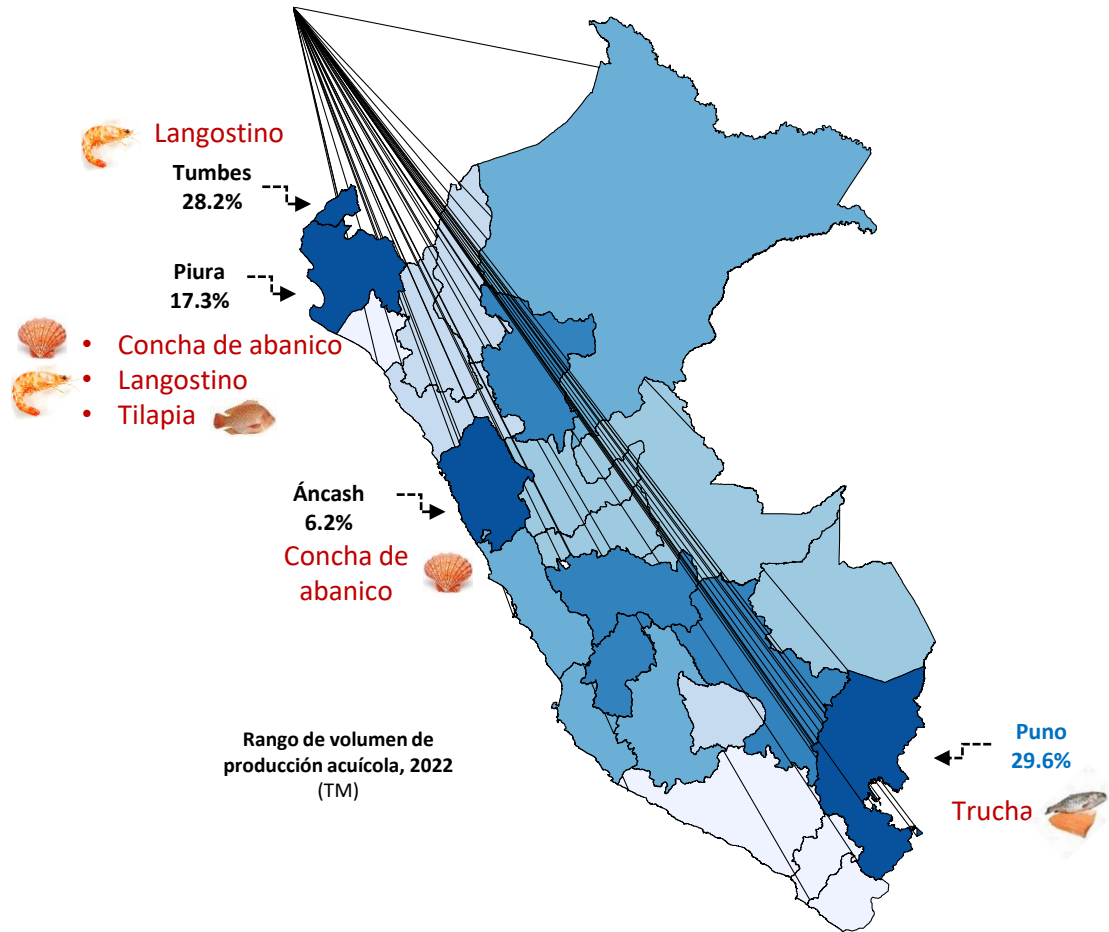 Langostino
Tumbes
28.2%
Piura
17.3%
• Concha de abanico
• Langostino
• Tilapia
Áncash
6.2%
Concha de
abanico
Rango de volumen de
producción acuícola, 2022
(TM)
Puno
29.6%
Trucha